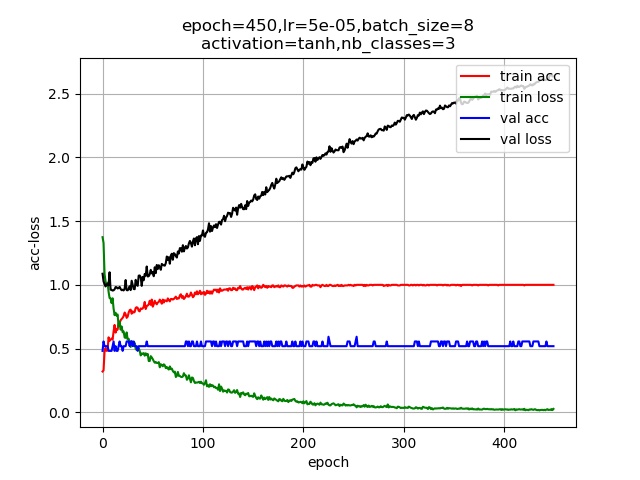 epoch=450,lr=5e-05,batch_size=8
activation=tanh,nb_classes=3
train acc
train loss
val acc
val loss
2.5
2.0
1.5
1.0
0.5
0.0
acc-loss
0 100 200 300 400
epoch